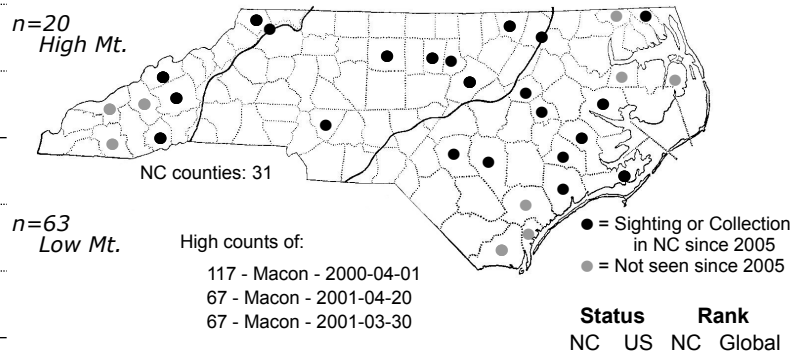 n=20
High Mt.
NC counties: 31
n=63
Low Mt.
High counts of:
117 - Macon - 2000-04-01
67 - Macon - 2001-04-20
67 - Macon - 2001-03-30
= Sighting or Collection
in NC since 2005
= Not seen since 2005
Status Rank
NC US NC Global